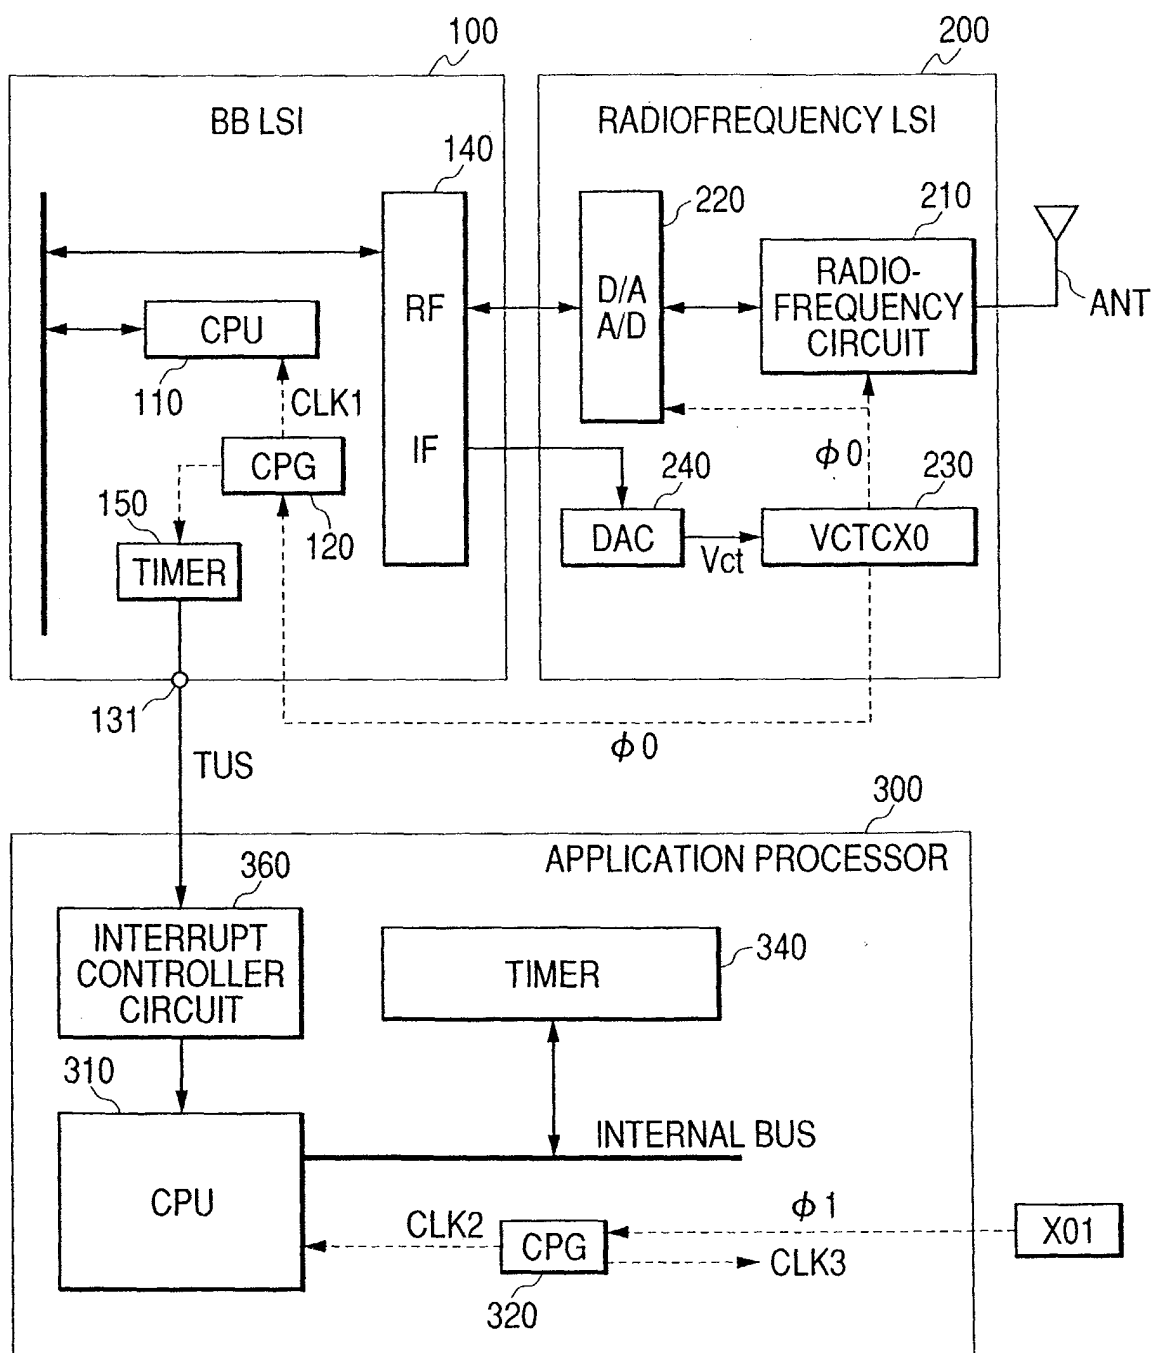 100
200
BB LSI
RADIOFREQUENCY LSI
140
220
210
RADIO-
FREQUENCY
CIRCUIT
D/A
A/D
RF
CPU
ANT
110
CLK1
IF
CPG
φ0
240
230
150
120
DAC
Vct
VCTCX0
TIMER
131
φ0
TUS
300
APPLICATION PROCESSOR
360
INTERRUPT
CONTROLLER
CIRCUIT
TIMER
340
310
INTERNAL BUS
CPU
φ1
CLK2
CPG
X01
CLK3
320